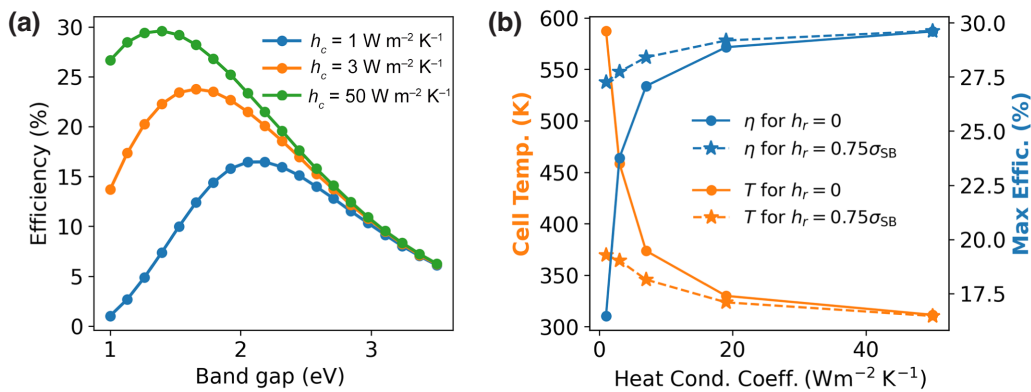 (a)
Efficiency (%)
30
25
20
15
10
5
0
h_c = 1 W m⁻² K⁻¹
h_c = 3 W m⁻² K⁻¹
h_c = 50 W m⁻² K⁻¹
1 2 3
Band gap (eV)
(b)
Cell Temp. (K)
600
550
500
450
400
350
300
η for h_r = 0
η for h_r = 0.75σ_SB
T for h_r = 0
T for h_r = 0.75σ_SB
30.0
27.5
25.0
22.5
20.0
17.5
Max Effic. (%)
0 20 40
Heat Cond. Coeff. (Wm⁻² K⁻¹)